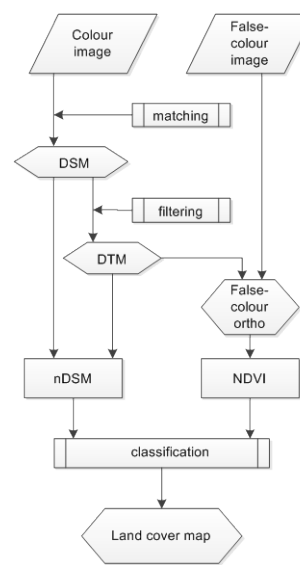 Colour
image
False-
colour
image
matching
DSM
filtering
DTM
False-
colour
ortho
nDSM
NDVI
classification
Land cover map